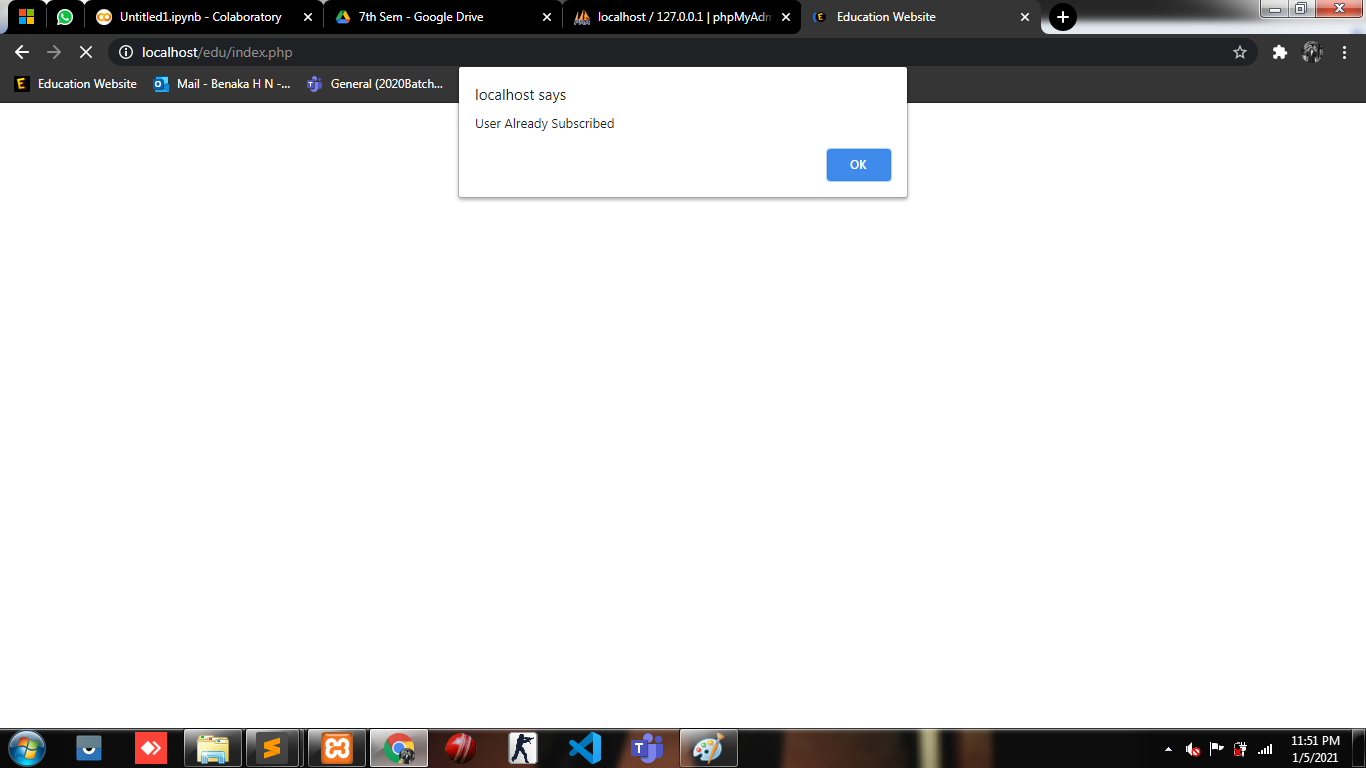 Untitled1.ipynb - Colaboratory
7th Sem - Google Drive
localhost / 127.0.0.1 | phpMyAdm
Education Website
localhost/edu/index.php
E Education Website
Mail - Benaka H N -...
General (2020Batch...
localhost says
User Already Subscribed
OK
11:51 PM
1/5/2021